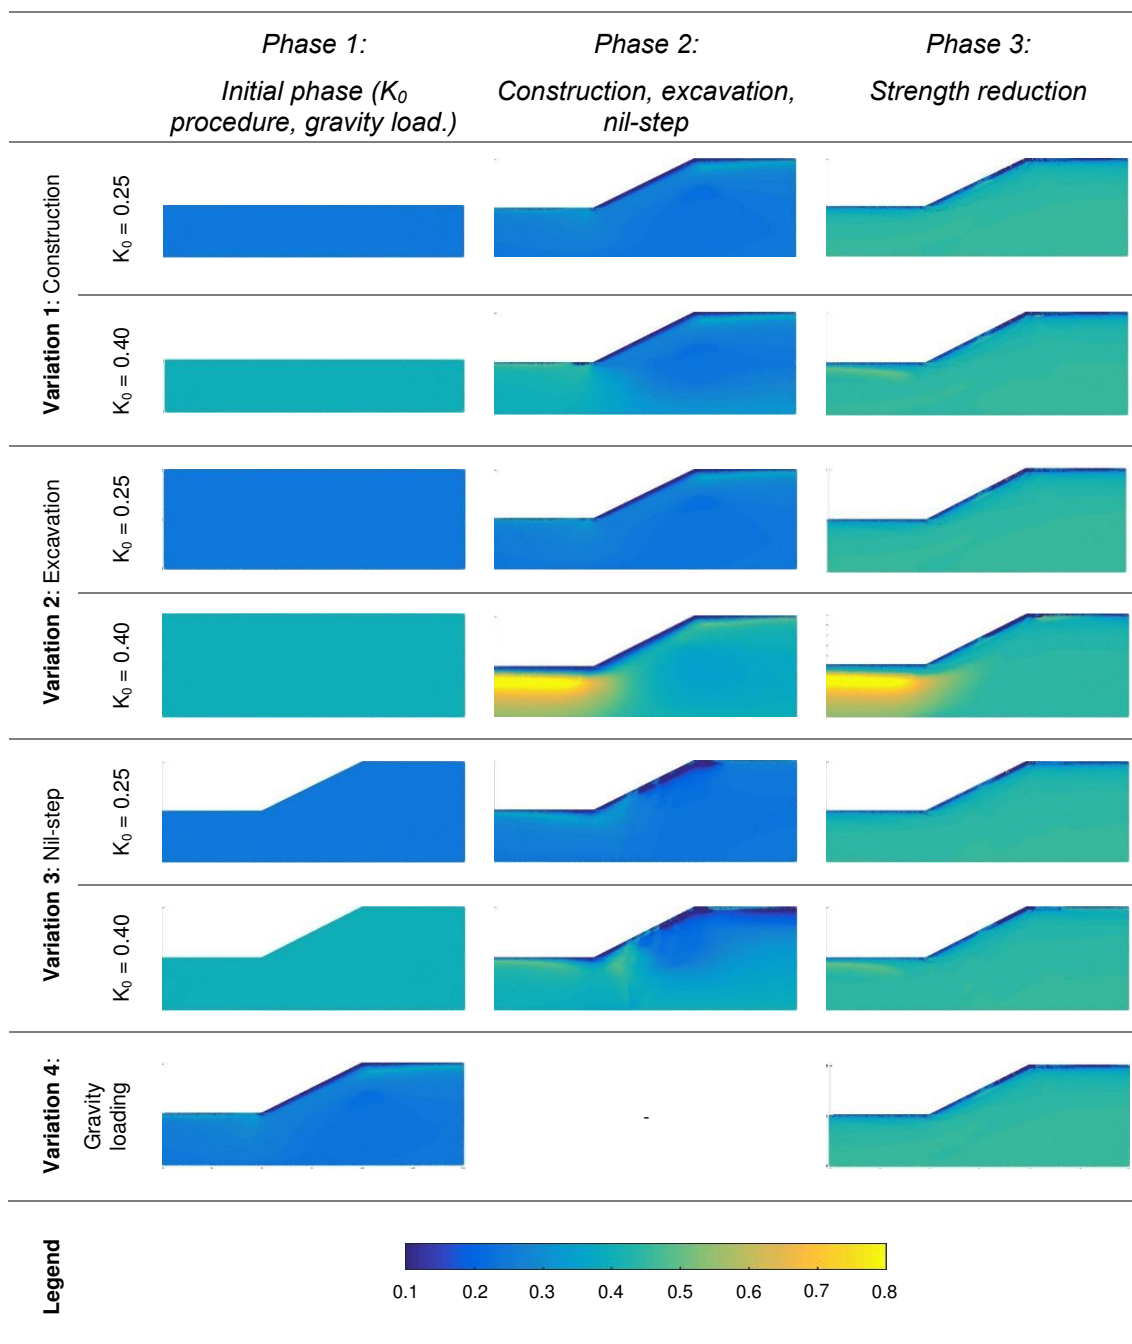 Phase 1:
Phase 2:
Phase 3:
Initial phase (K0
procedure, gravity load.)
Construction, excavation,
nil-step
Strength reduction
Variation 1: Construction
K0 = 0.25
K0 = 0.40
Variation 2: Excavation
K0 = 0.25
K0 = 0.40
Variation 3: Nil-step
K0 = 0.25
K0 = 0.40
Variation 4:
Gravity
loading
-
Legend
0.1 0.2 0.3 0.4 0.5 0.6 0.7 0.8